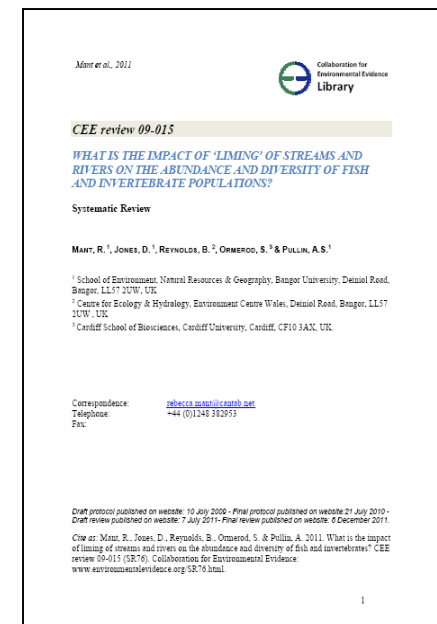 Mant et al., 2011
Collaboration for
Environmental Evidence
Library
CEE review 09-015
WHAT IS THE IMPACT OF ‘LIMING’ OF STREAMS AND
RIVERS ON THE ABUNDANCE AND DIVERSITY OF FISH
AND INVERTEBRATE POPULATIONS?
Systematic Review
MANT, R. 1, JONES, D. 1, REYNOLDS, B. 2, ORMEROD, S. 3 & PULLIN, A.S.1
1 School of Environment, Natural Resources & Geography, Bangor University, Deiniol Road,
Bangor, LL57 2UW, UK
2 Centre for Ecology & Hydrology, Environment Centre Wales, Deiniol Road, Bangor, LL57
2UW , UK
3 Cardiff School of Biosciences, Cardiff University, Cardiff, CF10 3AX, UK.
Correspondence: rebecca.mant@cantab.net
Telephone: +44 (0)1248 382953
Fax:
Draft protocol published on website: 10 July 2009 - Final protocol published on website:21 July 2010 -
Draft review published on website: 7 July 2011- Final review published on website: 6 December 2011.
Cite as: Mant, R., Jones, D., Reynolds, B., Ormerod, S. & Pullin, A. 2011. What is the impact
of liming of streams and rivers on the abundance and diversity of fish and invertebrates? CEE
review 09-015 (SR76). Collaboration for Environmental Evidence:
www.environmentalevidence.org/SR76.html.
1